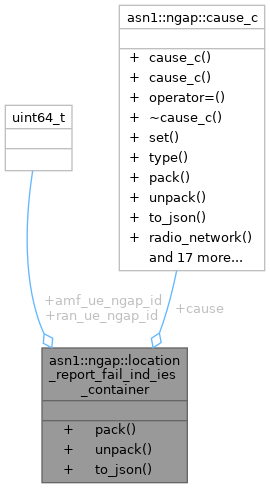 asn1::ngap::cause_c
+ cause_c()
+ cause_c()
+ operator=()
+ ~cause_c()
+ set()
+ type()
+ pack()
+ unpack()
+ to_json()
+ radio_network()
and 17 more...
uint64_t
+amf_ue_ngap_id
+ran_ue_ngap_id
+cause
asn1::ngap::location
_report_fail_ind_ies
_container
+ pack()
+ unpack()
+ to_json()